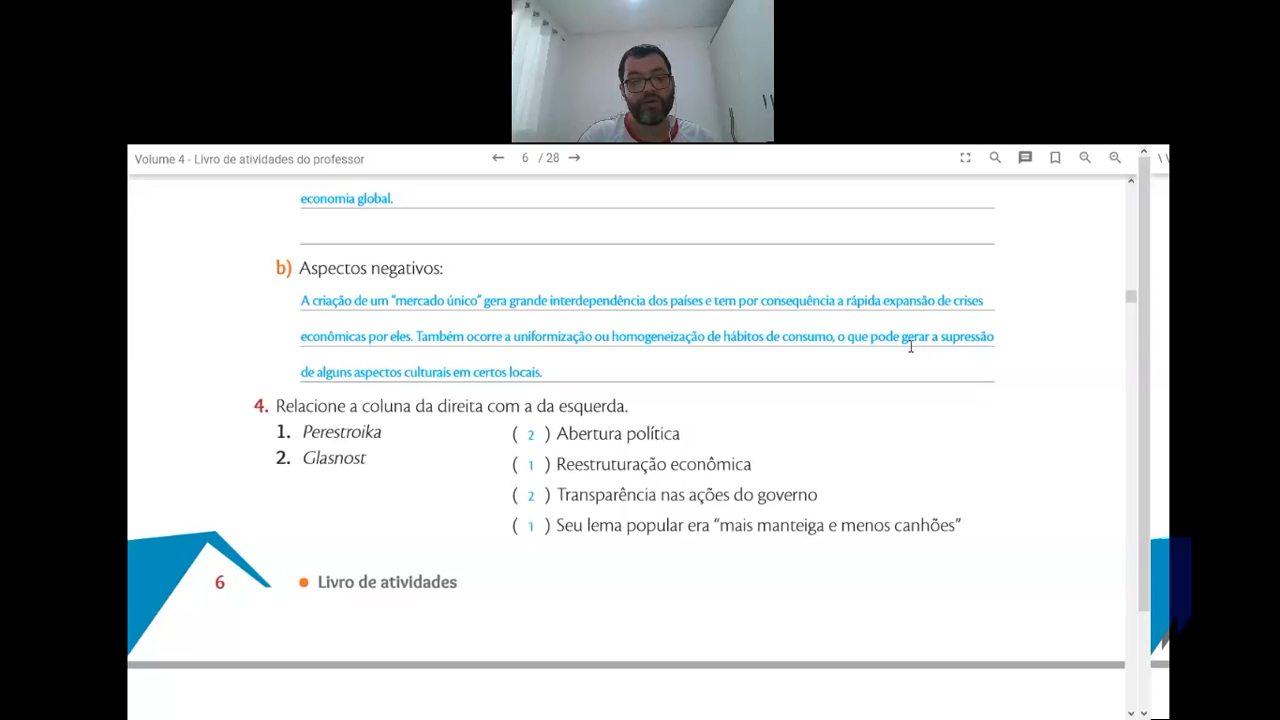 Volume 4 - Livro de atividades do professor
6 / 28
economia global.
b) Aspectos negativos:
A criação de um “mercado único” gera grande interdependência dos países e tem por consequência a rápida expansão de crises
econômicas por eles. Também ocorre a uniformização ou homogeneização de hábitos de consumo, o que pode gerar a supressão
de alguns aspectos culturais em certos locais.
4. Relacione a coluna da direita com a da esquerda.
1. Perestroika
2. Glasnost
( 2 ) Abertura política
( 1 ) Reestruturação econômica
( 2 ) Transparência nas ações do governo
( 1 ) Seu lema popular era “mais manteiga e menos canhões”
6 • Livro de atividades